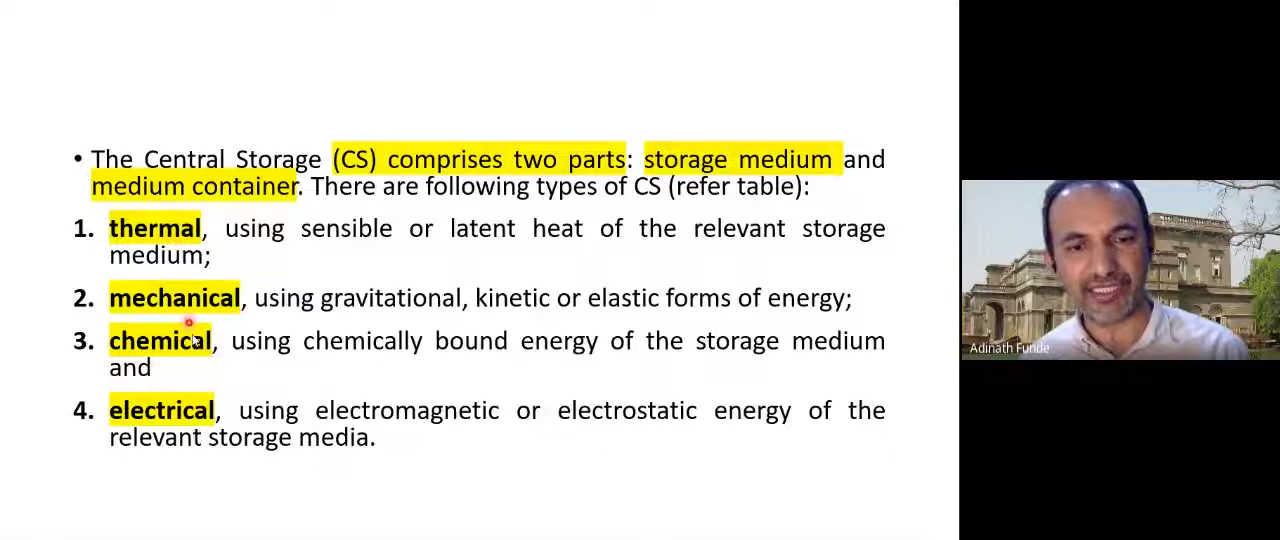 • The Central Storage (CS) comprises two parts: storage medium and
medium container. There are following types of CS (refer table):
1. thermal, using sensible or latent heat of the relevant storage
medium;
2. mechanical, using gravitational, kinetic or elastic forms of energy;
3. chemical, using chemically bound energy of the storage medium
and
4. electrical, using electromagnetic or electrostatic energy of the
relevant storage media.
Adinath Funde